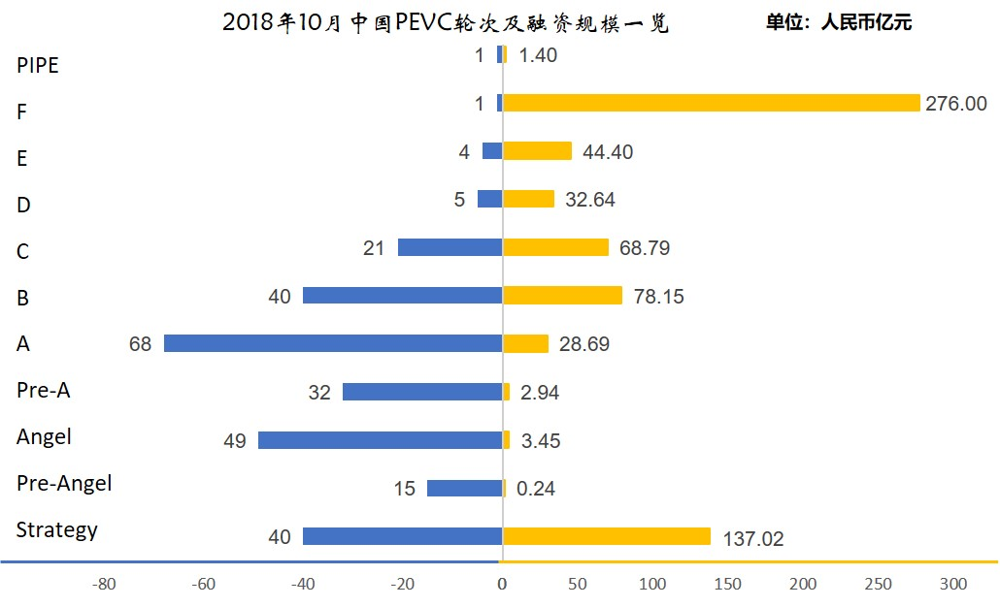 2018年10月中国PEVC轮次及融资规模一览 单位：人民币亿元
PIPE 1 1.40
F 1 276.00
E 4 44.40
D 5 32.64
C 21 68.79
B 40 78.15
A 68 28.69
Pre-A 32 2.94
Angel 49 3.45
Pre-Angel 15 0.24
Strategy 40 137.02
-80 -60 -40 -20 0 50 100 150 200 250 300